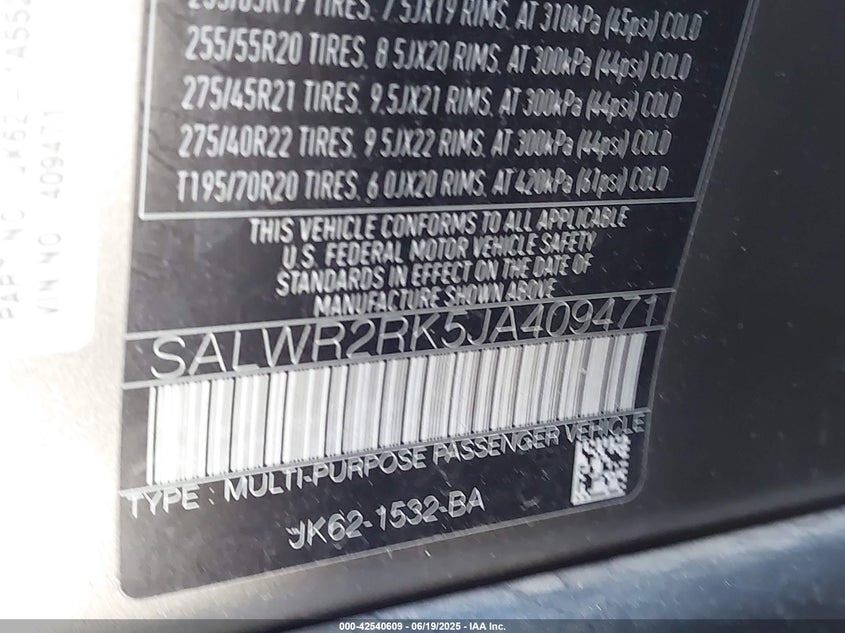 255/55R20 TIRES, 8.5JX20 RIMS, AT 300kPa (44psi) COLD
275/45R21 TIRES, 9.5JX21 RIMS, AT 300kPa (44psi) COLD
275/40R22 TIRES, 9.5JX22 RIMS, AT 300kPa (44psi) COLD
T195/70R20 TIRES, 6.0JX20 RIMS, AT 420kPa (61psi) COLD
THIS VEHICLE CONFORMS TO ALL APPLICABLE
U.S. FEDERAL MOTOR VEHICLE SAFETY
STANDARDS IN EFFECT ON THE DATE OF
MANUFACTURE SHOWN ABOVE
SALWR2RK5JA409471
TYPE : MULTI-PURPOSE PASSENGER VEHICLE
JK62-1532-BA
VIN NO 409471
000-42540609 - 06/19/2025 - IAA Inc.